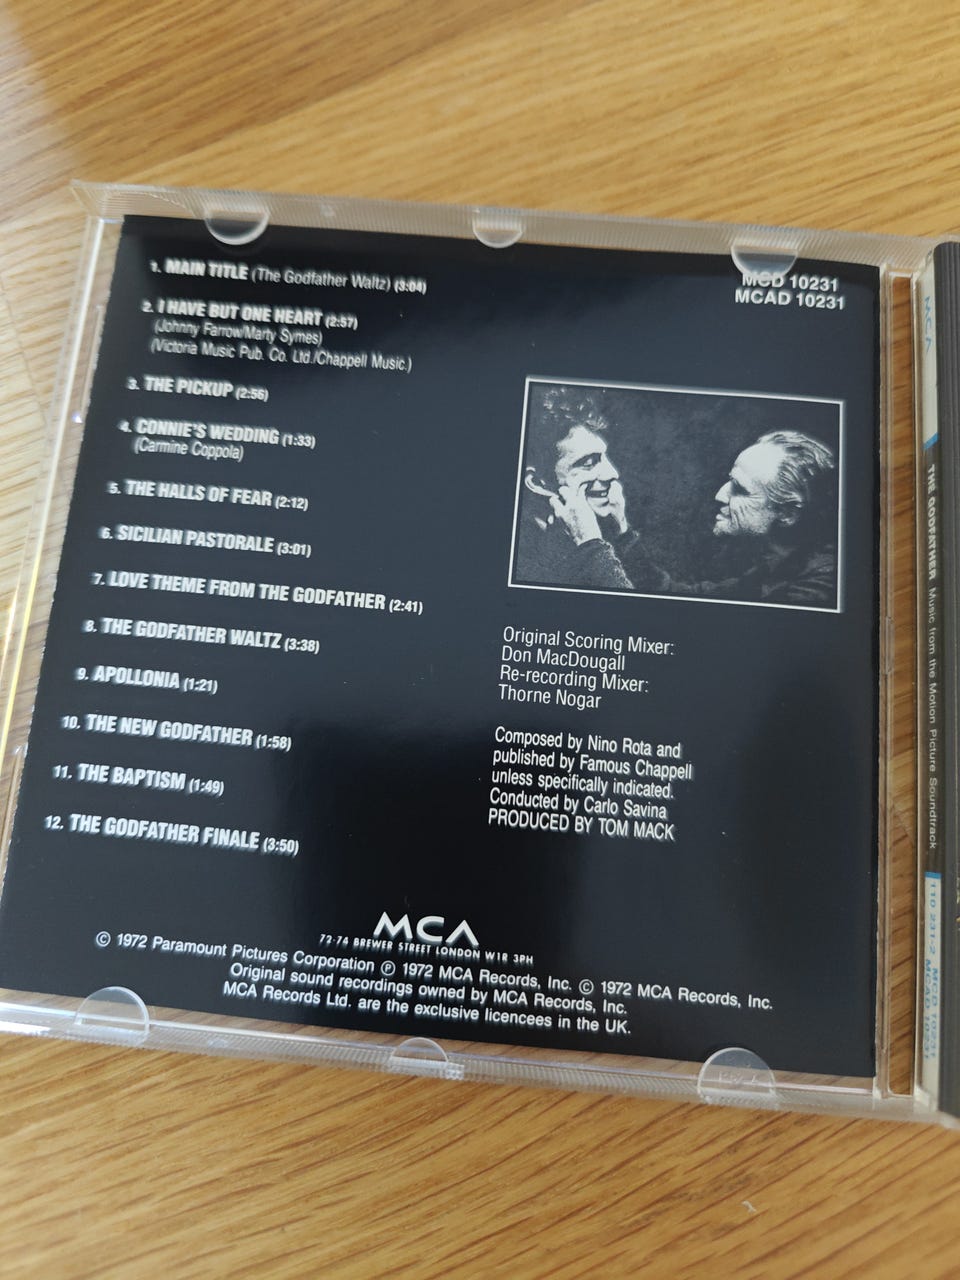 1. MAIN TITLE (The Godfather Waltz) (3:04)
2. I HAVE BUT ONE HEART (2:57)
(Johnny Farrow/Marty Symes)
(Victoria Music Pub. Co. Ltd./Chappell Music.)
3. THE PICKUP (2:56)
4. CONNIE'S WEDDING (1:33)
(Carmine Coppola)
5. THE HALLS OF FEAR (2:12)
6. SICILIAN PASTORALE (3:01)
7. LOVE THEME FROM THE GODFATHER (2:41)
8. THE GODFATHER WALTZ (3:38)
9. APOLLONIA (1:21)
10. THE NEW GODFATHER (1:58)
11. THE BAPTISM (1:49)
12. THE GODFATHER FINALE (3:50)
MCD 10231
MCAD 10231
Original Scoring Mixer:
Don MacDougall
Re-recording Mixer:
Thorne Nogar
Composed by Nino Rota and
published by Famous Chappell
unless specifically indicated.
Conducted by Carlo Savina
PRODUCED BY TOM MACK
MCA
72-74 BREWER STREET LONDON W1R 3PH
© 1972 Paramount Pictures Corporation ℗ 1972 MCA Records, Inc. © 1972 MCA Records, Inc.
Original sound recordings owned by MCA Records, Inc.
MCA Records Ltd. are the exclusive licencees in the UK.
MCA
THE GODFATHER Music from the Motion Picture Soundtrack
110 231-2 MCD 10231
MCAD 10231